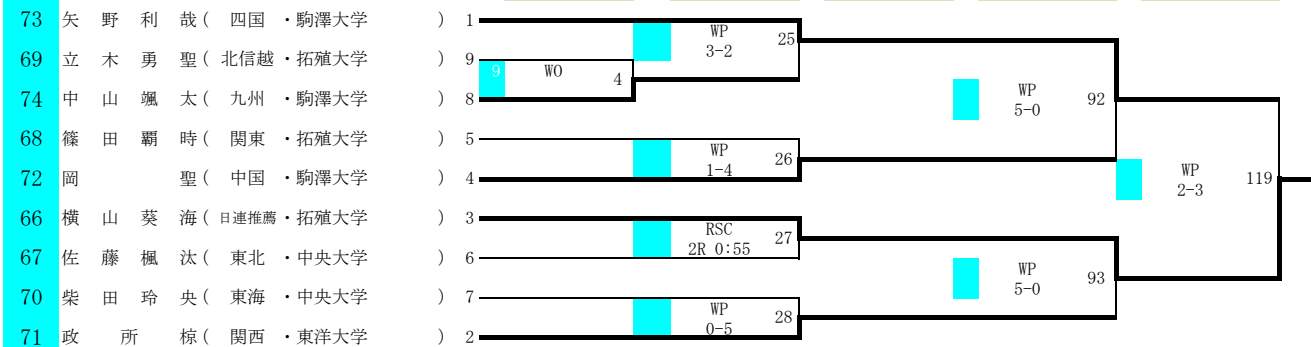 73 矢 野 利 哉( 四国 ・駒澤大学 ) 1
WP
3-2
25
69 立 木 勇 聖( 北信越・拓殖大学 ) 9
9 WO 4
74 中 山 颯 太( 九州 ・駒澤大学 ) 8
WP
5-0
92
68 篠 田 覇 時( 関東 ・拓殖大学 ) 5
WP
1-4
26
72 岡 聖( 中国 ・駒澤大学 ) 4
WP
2-3
119
66 横 山 葵 海( 日連推薦・拓殖大学 ) 3
RSC
2R 0:55
27
67 佐 藤 楓 汰( 東北 ・中央大学 ) 6
WP
5-0
93
70 柴 田 玲 央( 東海 ・中央大学 ) 7
WP
0-5
28
71 政 所 椋( 関西 ・東洋大学 ) 2